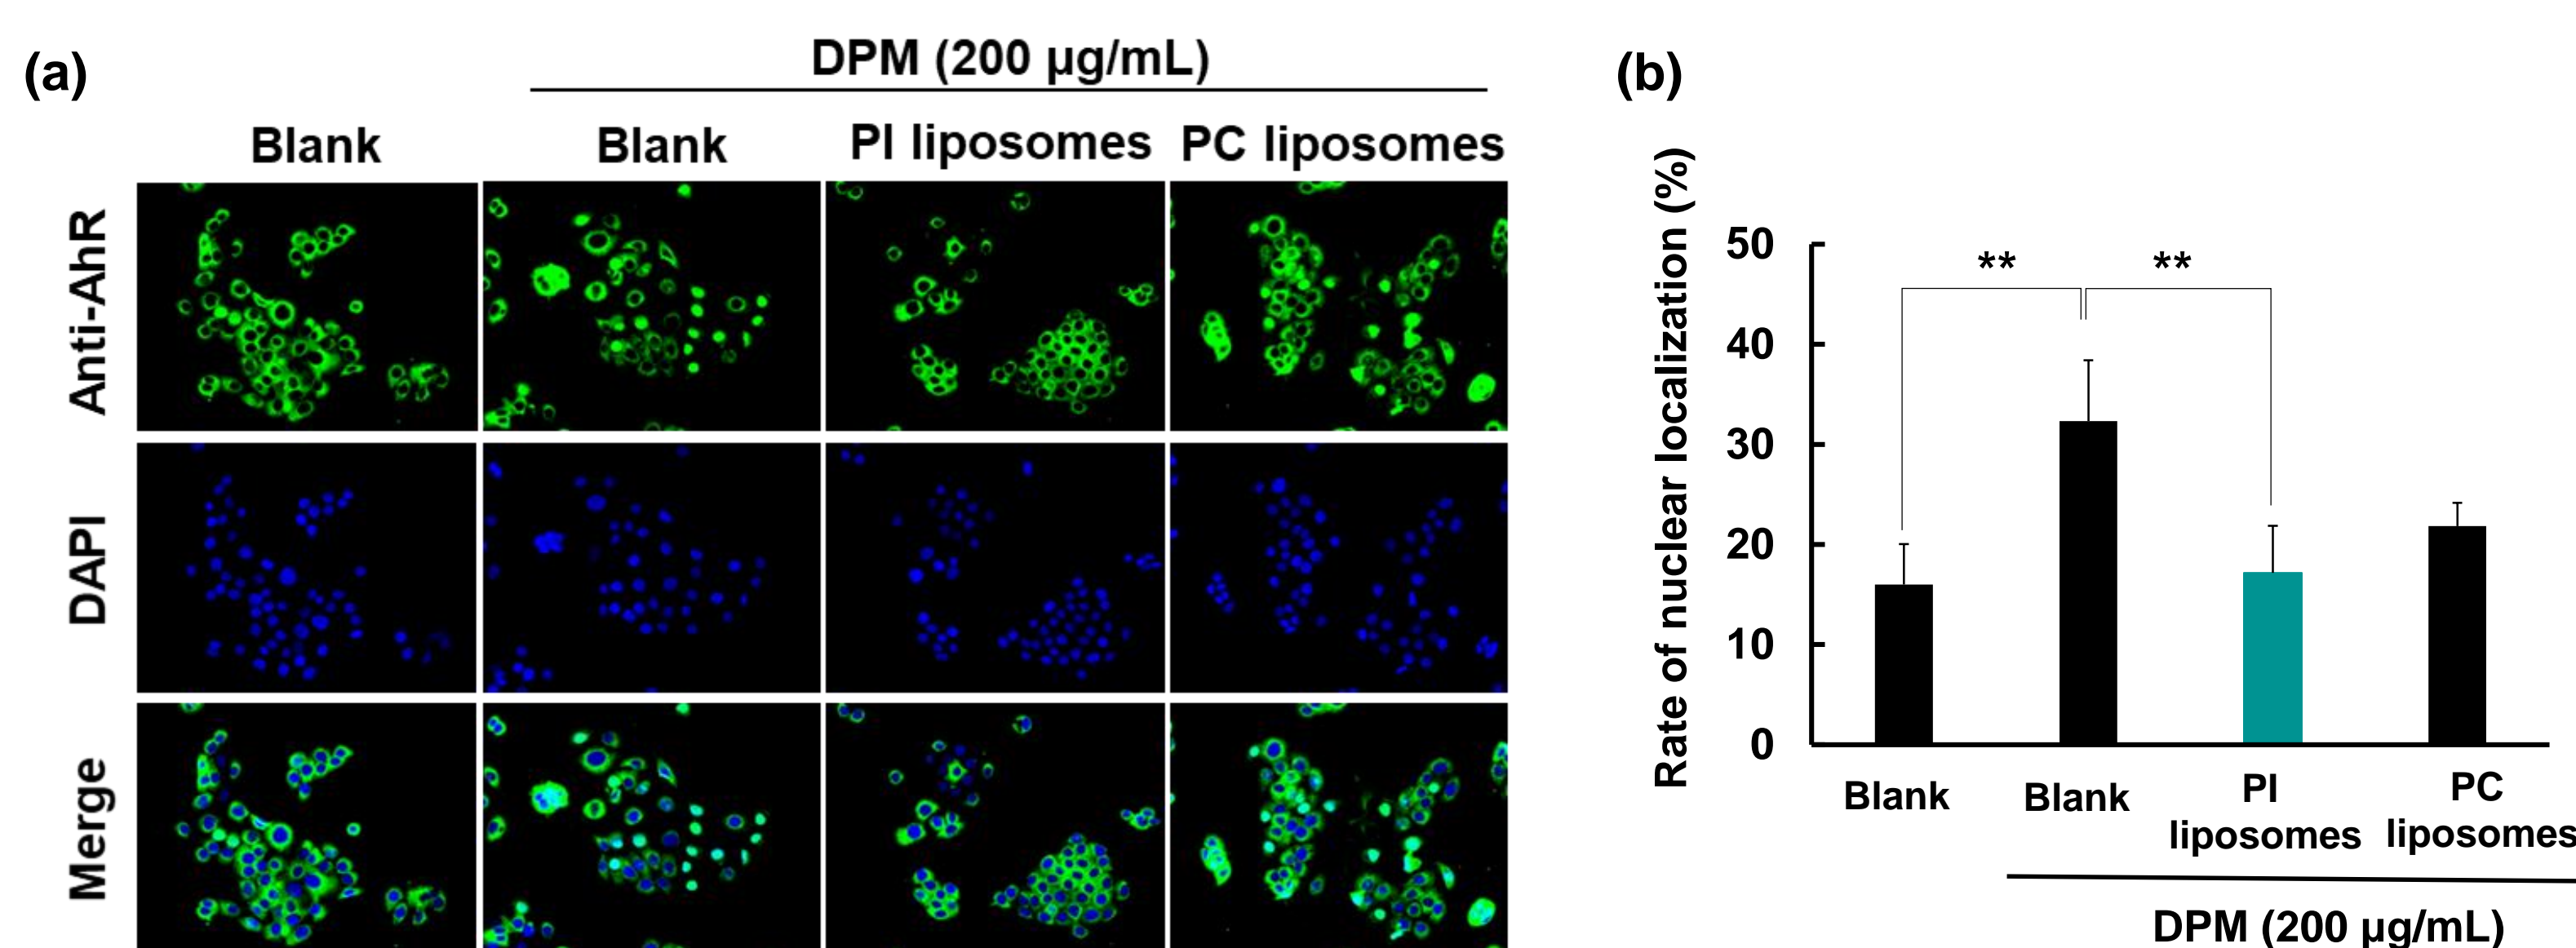 (a)
DPM (200 µg/mL)
Blank
Blank
PI liposomes
PC liposomes
Anti-AhR
DAPI
Merge
(b)
Rate of nuclear localization (%)
50
40
30
20
10
0
**
**
Blank
Blank
PI
liposomes
PC
liposomes
DPM (200 µg/mL)